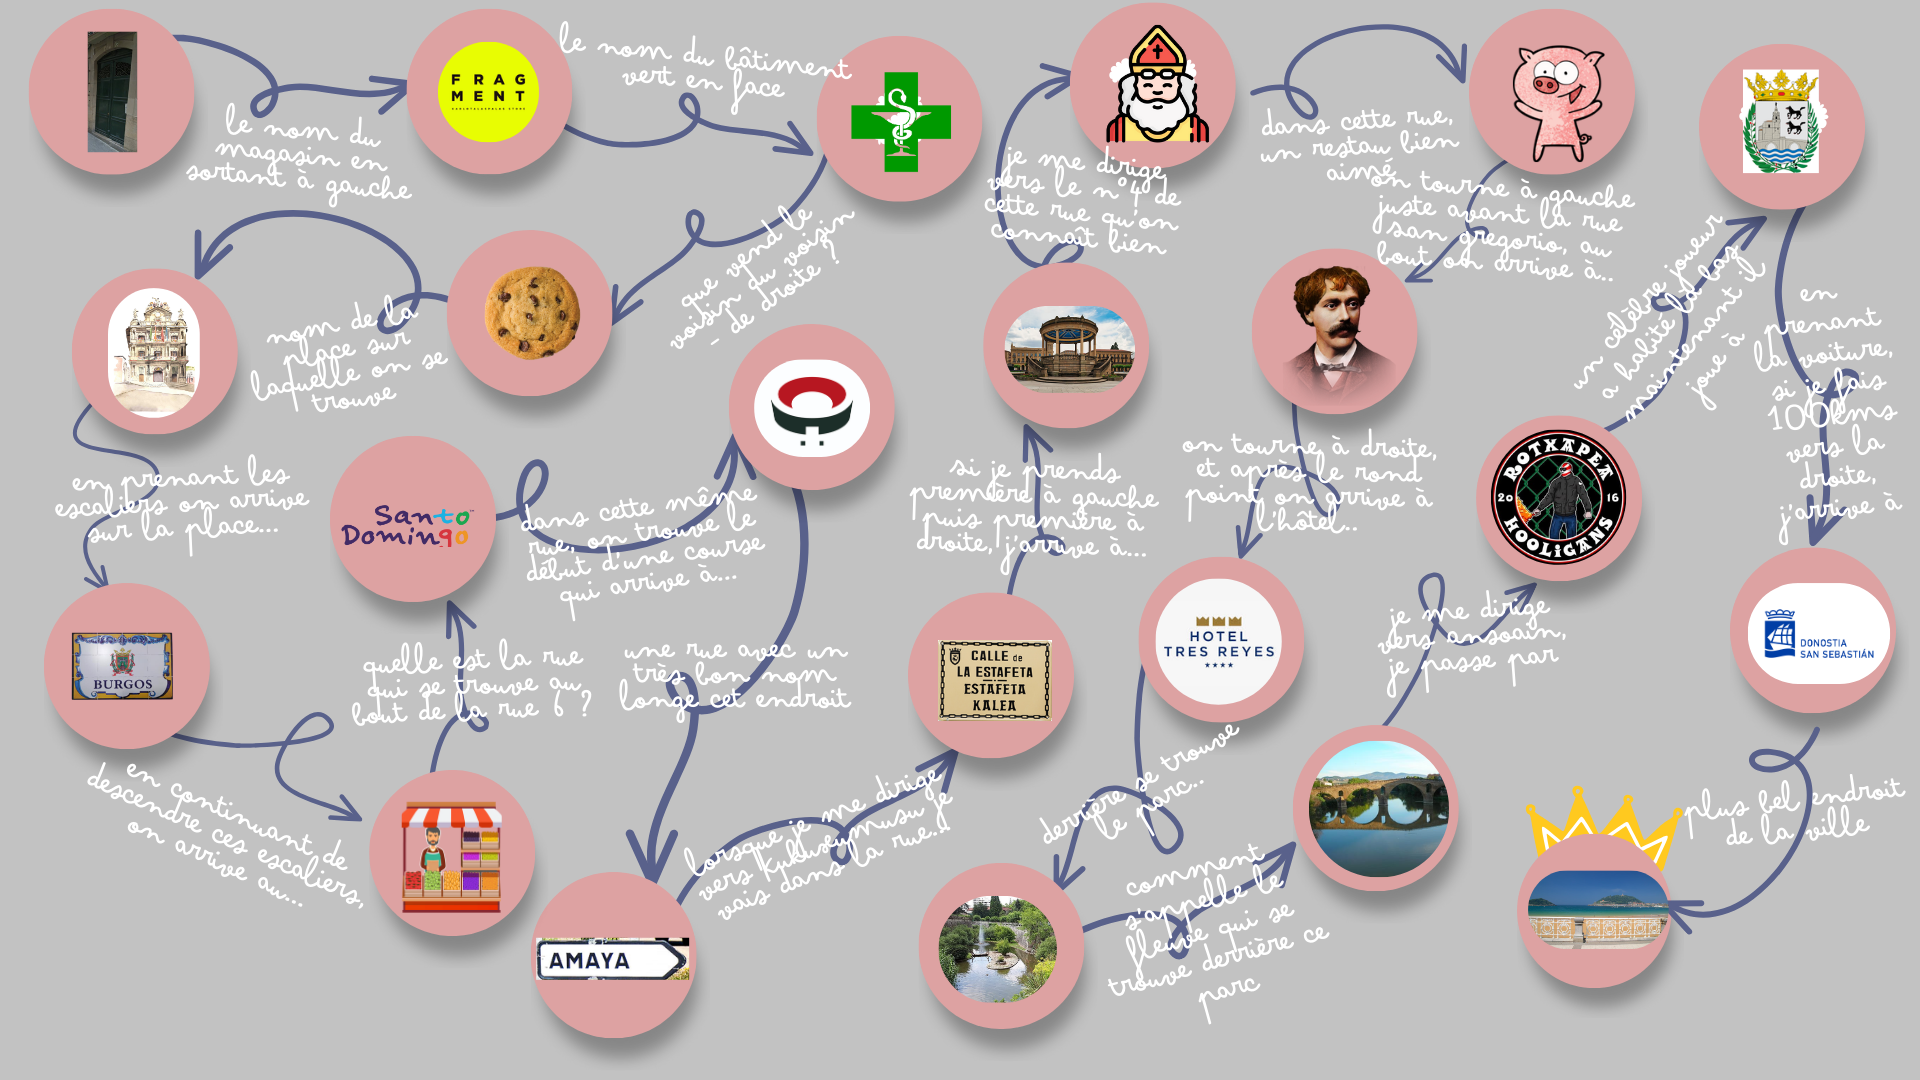 FRAG
MENT
le nom du
magasin en
sortant à gauche
le nom du bâtiment
vert en face
que vend le
voisin du voisin
de droite ?
nom de la
place sur
laquelle on se
trouve
en prenant les
escaliers on arrive
sur la place...
BURGOS
en continuant de
descendre ces escaliers,
on arrive au...
quelle est la rue
qui se trouve au
bout de la rue 6 ?
Santo
Domingo
dans cette même
rue, on trouve le
début d'une course
qui arrive à...
une rue avec un
très bon nom
longe cet endroit
AMAYA
lorsque je me dirige
vers Kukuxumusu je
vais dans la rue...
CALLE de
LA ESTAFETA
ESTAFETA
KALEA
si je prends
première à gauche
puis première à
droite, j'arrive à...
je me dirige
vers le n°4 de
cette rue qu'on
connaît bien
dans cette rue,
un restau bien
aimé
on tourne à gauche
juste avant la rue
san gregorio, au
bout on arrive à...
on tourne à droite,
et après le rond
point on arrive à
l'hôtel..
HOTEL
TRES REYES
derrière se trouve
le parc..
comment
s'appelle le
fleuve qui se
trouve derrière ce
parc
je me dirige
vers ansoain,
je passe par
ROTXAPEA
2016
HOOLIGANS
un célèbre joueur
a habité là bas
maintenant il
joue à
en
prenant
la voiture,
si je fais
100kms
vers la
droite,
j'arrive à
DONOSTIA
SAN SEBASTIÁN
plus bel endroit
de la ville